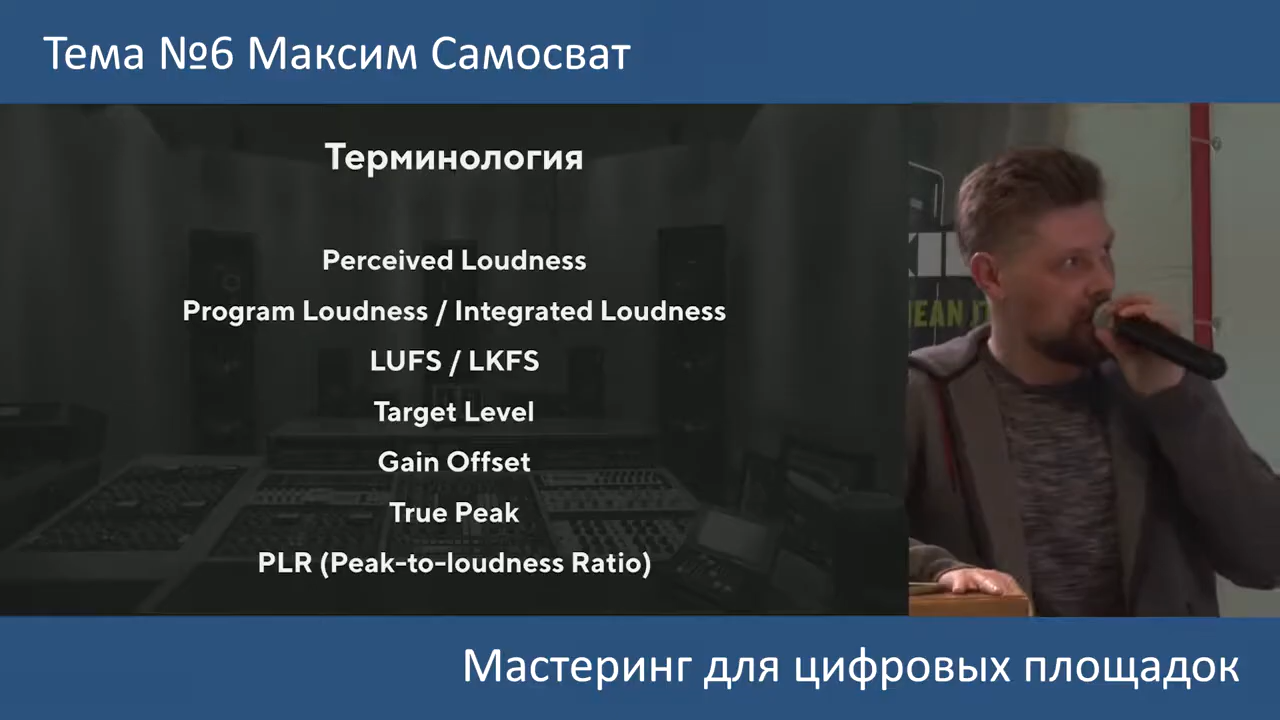 Тема №6 Максим Самосват
Терминология
Perceived Loudness
Program Loudness / Integrated Loudness
LUFS / LKFS
Target Level
Gain Offset
True Peak
PLR (Peak-to-loudness Ratio)
Мастеринг для цифровых площадок